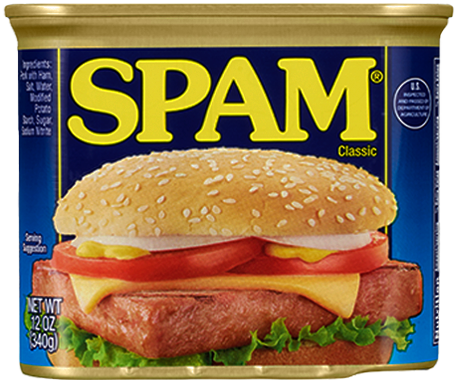 Ingredients:
Pork with Ham,
Salt, Water,
Modified
Potato
Starch, Sugar,
Sodium Nitrite
SPAM®
Classic
U.S.
INSPECTED
AND PASSED BY
DEPARTMENT OF
AGRICULTURE
Serving
Suggestion
NET WT
12 OZ
(340g)
Nutrition